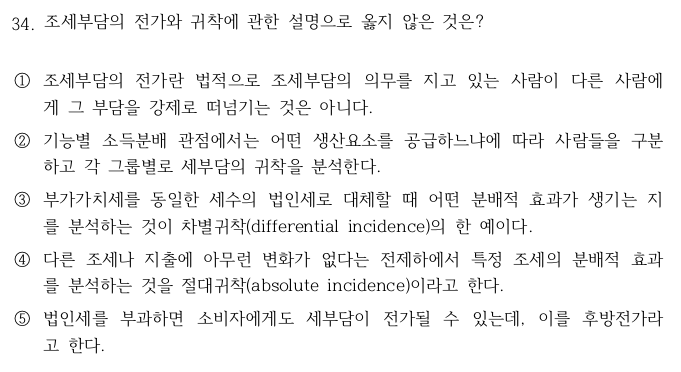 34. 조세부담의 전가와 귀착에 관한 설명으로 옳지 않은 것은?
① 조세부담의 전가란 법적으로 조세부담의 의무를 지고 있는 사람이 다른 사람에
게 그 부담을 강제로 떠넘기는 것은 아니다.
② 기능별 소득분배 관점에서는 어떤 생산요소를 공급하느냐에 따라 사람들을 구분
하고 각 그룹별로 세부담의 귀착을 분석한다.
③ 부가가치세를 동일한 세수의 법인세로 대체할 때 어떤 분배적 효과가 생기는 지
를 분석하는 것이 차별귀착(differential incidence)의 한 예이다.
④ 다른 조세나 지출에 아무런 변화가 없다는 전제하에서 특정 조세의 분배적 효과
를 분석하는 것을 절대귀착(absolute incidence)이라고 한다.
⑤ 법인세를 부과하면 소비자에게도 세부담이 전가될 수 있는데, 이를 후방전가라
고 한다.